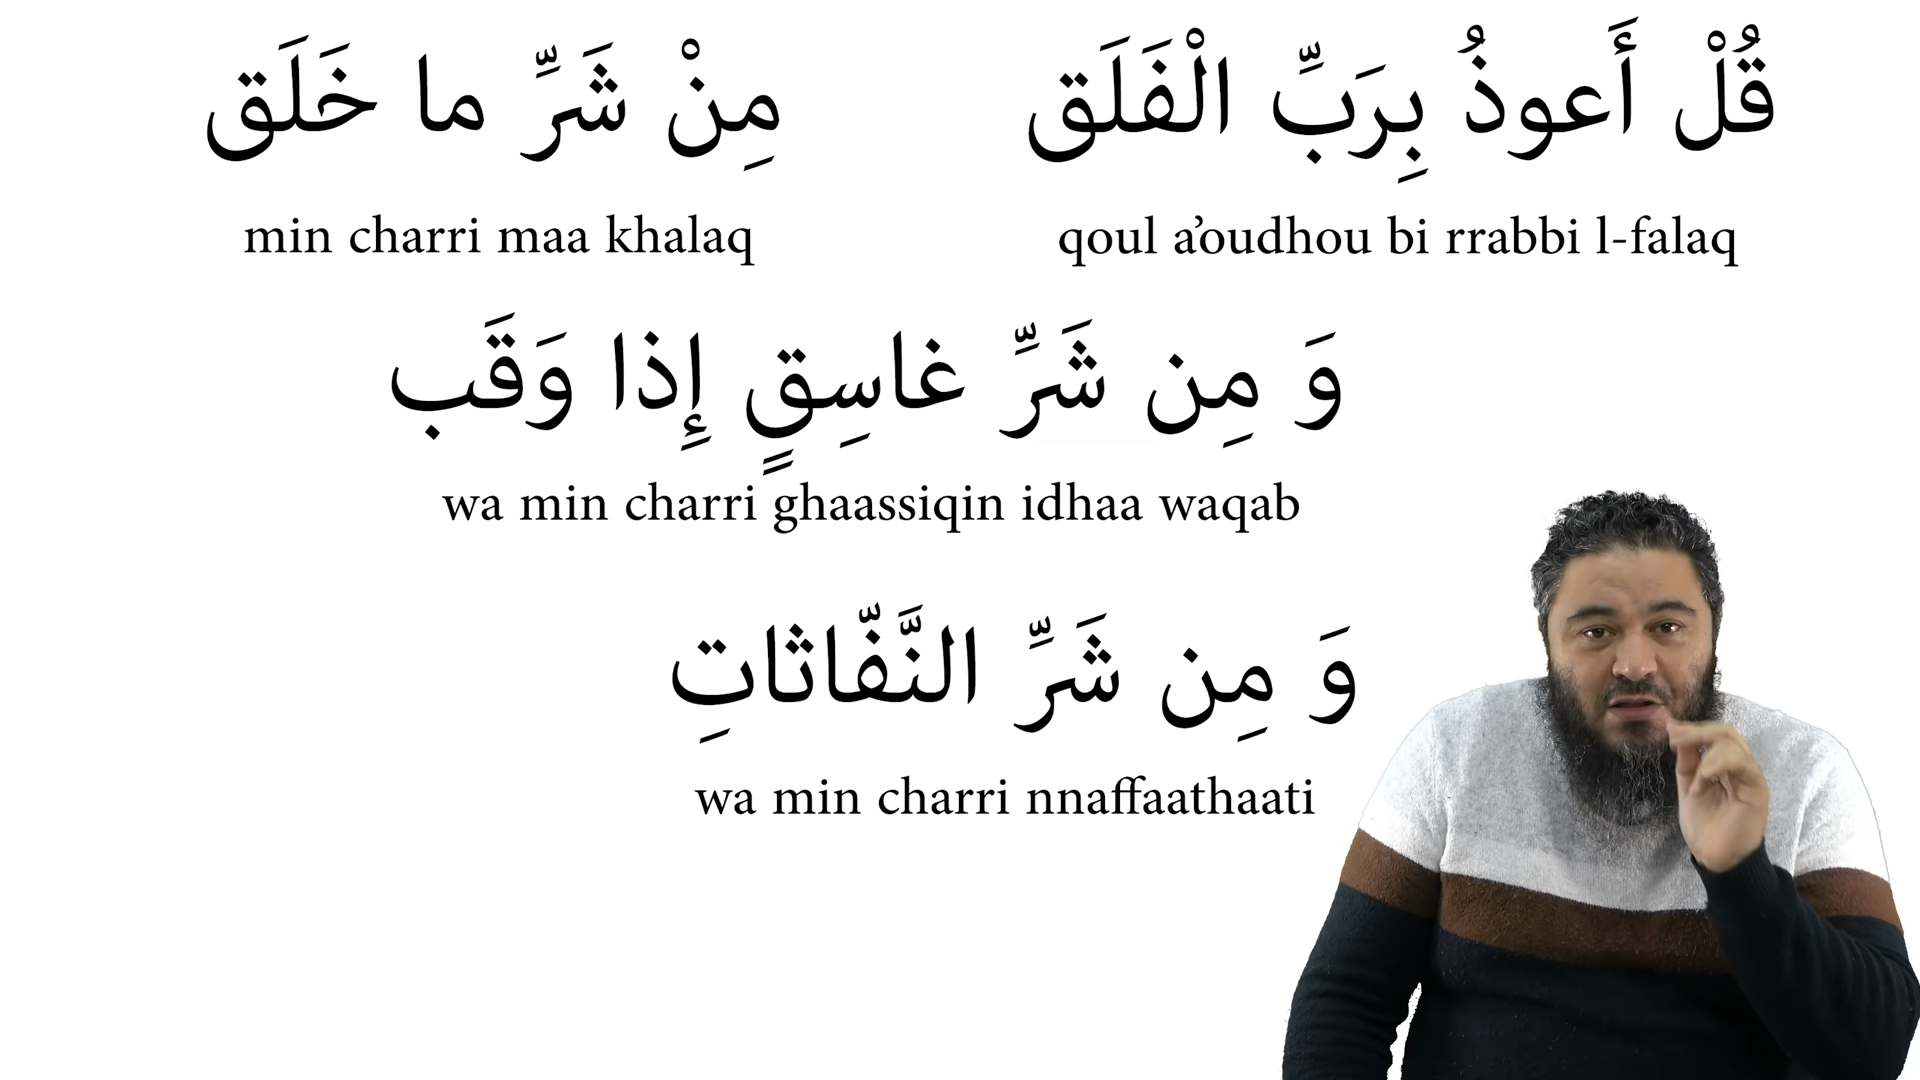 قُلْ أَعوذُ بِرَبِّ الْفَلَق
qoul a’oudhou bi rrabbi l-falaq
مِنْ شَرِّ ما خَلَق
min charri maa khalaq
وَ مِن شَرِّ غاسِقٍ إِذا وَقَب
wa min charri ghaassiqin idhaa waqab
وَ مِن شَرِّ النَّفّاثاتِ
wa min charri nnaffaathaati